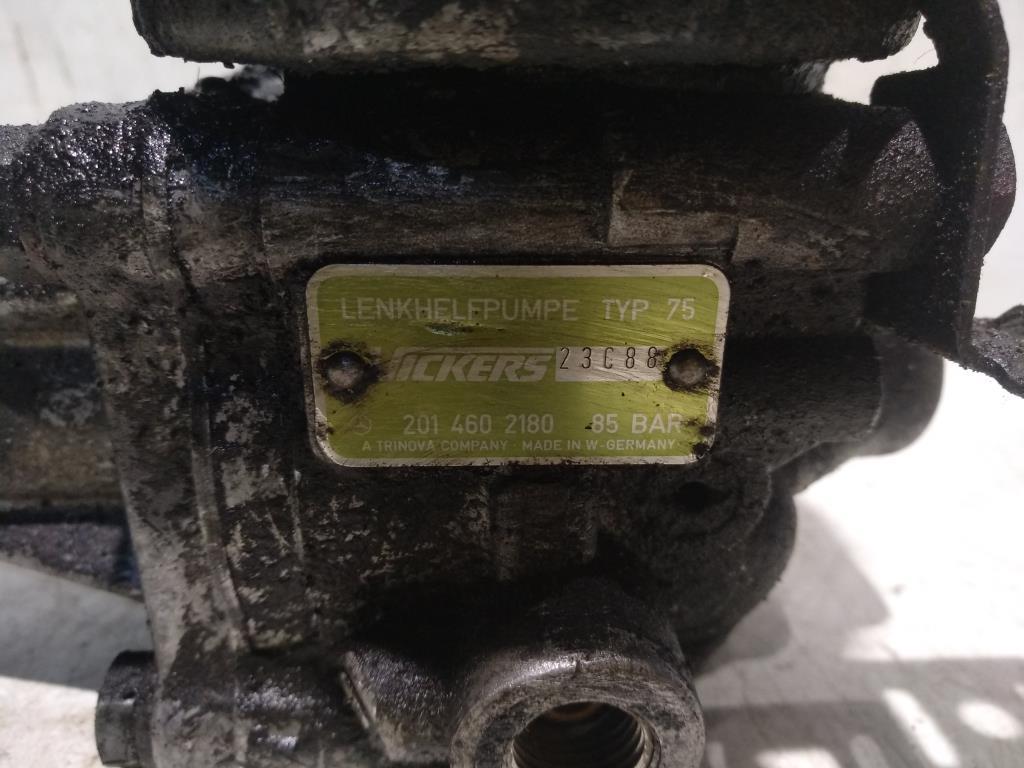 LENKHELFPUMPE TYP 75
VICKERS 23C88
201 460 2180 85 BAR
A TRINOVA COMPANY · MADE IN W-GERMANY